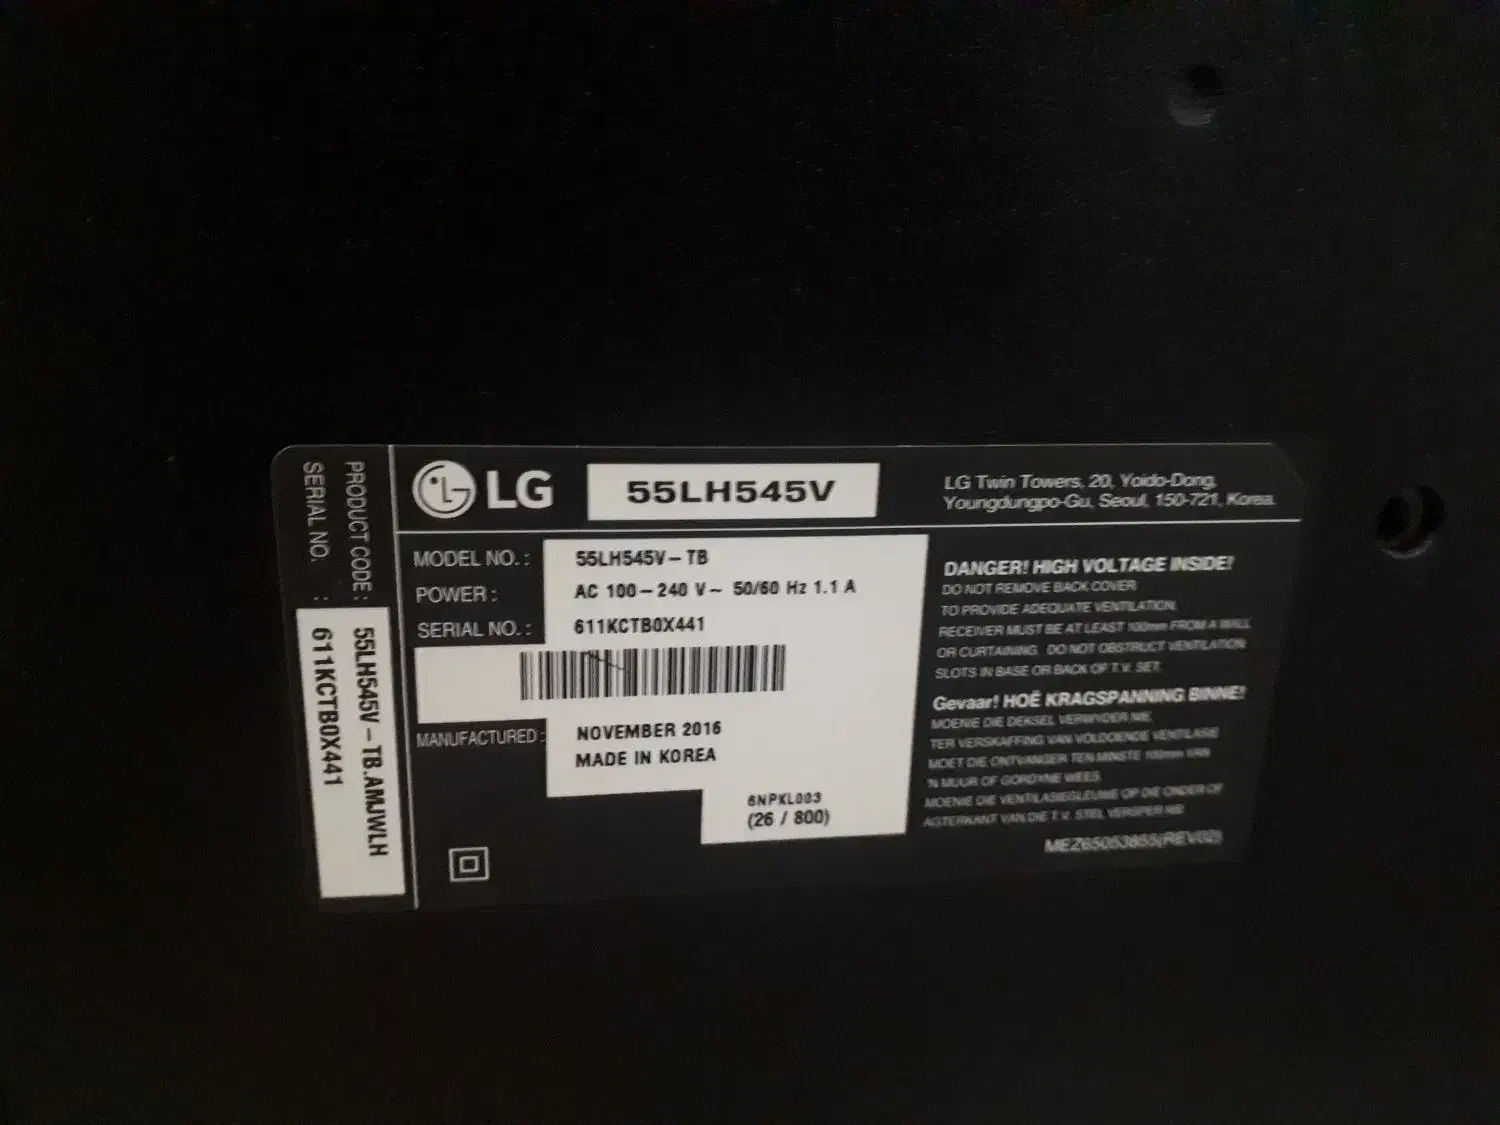 PRODUCT CODE : 55LH545V-TB.AMJWLH
SERIAL NO. : 611KCTB0X441
LG
55LH545V
LG Twin Towers, 20, Yoido-Dong,
Youngdungpo-Gu, Seoul, 150-721, Korea.
MODEL NO. : 55LH545V-TB
POWER : AC 100-240 V~ 50/60 Hz 1.1 A
SERIAL NO. : 611KCTB0X441
MANUFACTURED : NOVEMBER 2016
MADE IN KOREA
6NPKL003
(26 / 800)
DANGER! HIGH VOLTAGE INSIDE!
DO NOT REMOVE BACK COVER
TO PROVIDE ADEQUATE VENTILATION,
RECEIVER MUST BE AT LEAST 100mm FROM A WALL
OR CURTAINING. DO NOT OBSTRUCT VENTILATION
SLOTS IN BASE OR BACK OF T.V. SET.
Gevaar! HOË KRAGSPANNING BINNE!
MOENIE DIE DEKSEL VERWYDER NIE,
TER VERSKAFFING VAN VOLDOENDE VENTILASIE
MOET DIE ONTVANGER TEN MINSTE 100mm VAN
'N MUUR OF GORDYNE WEES.
MOENIE DIE VENTILASIEGLEUWE OP DIE ONDER OF
AGTERKANT VAN DIE T.V. STEL VERSPER NIE
MEZ65053855(REV02)